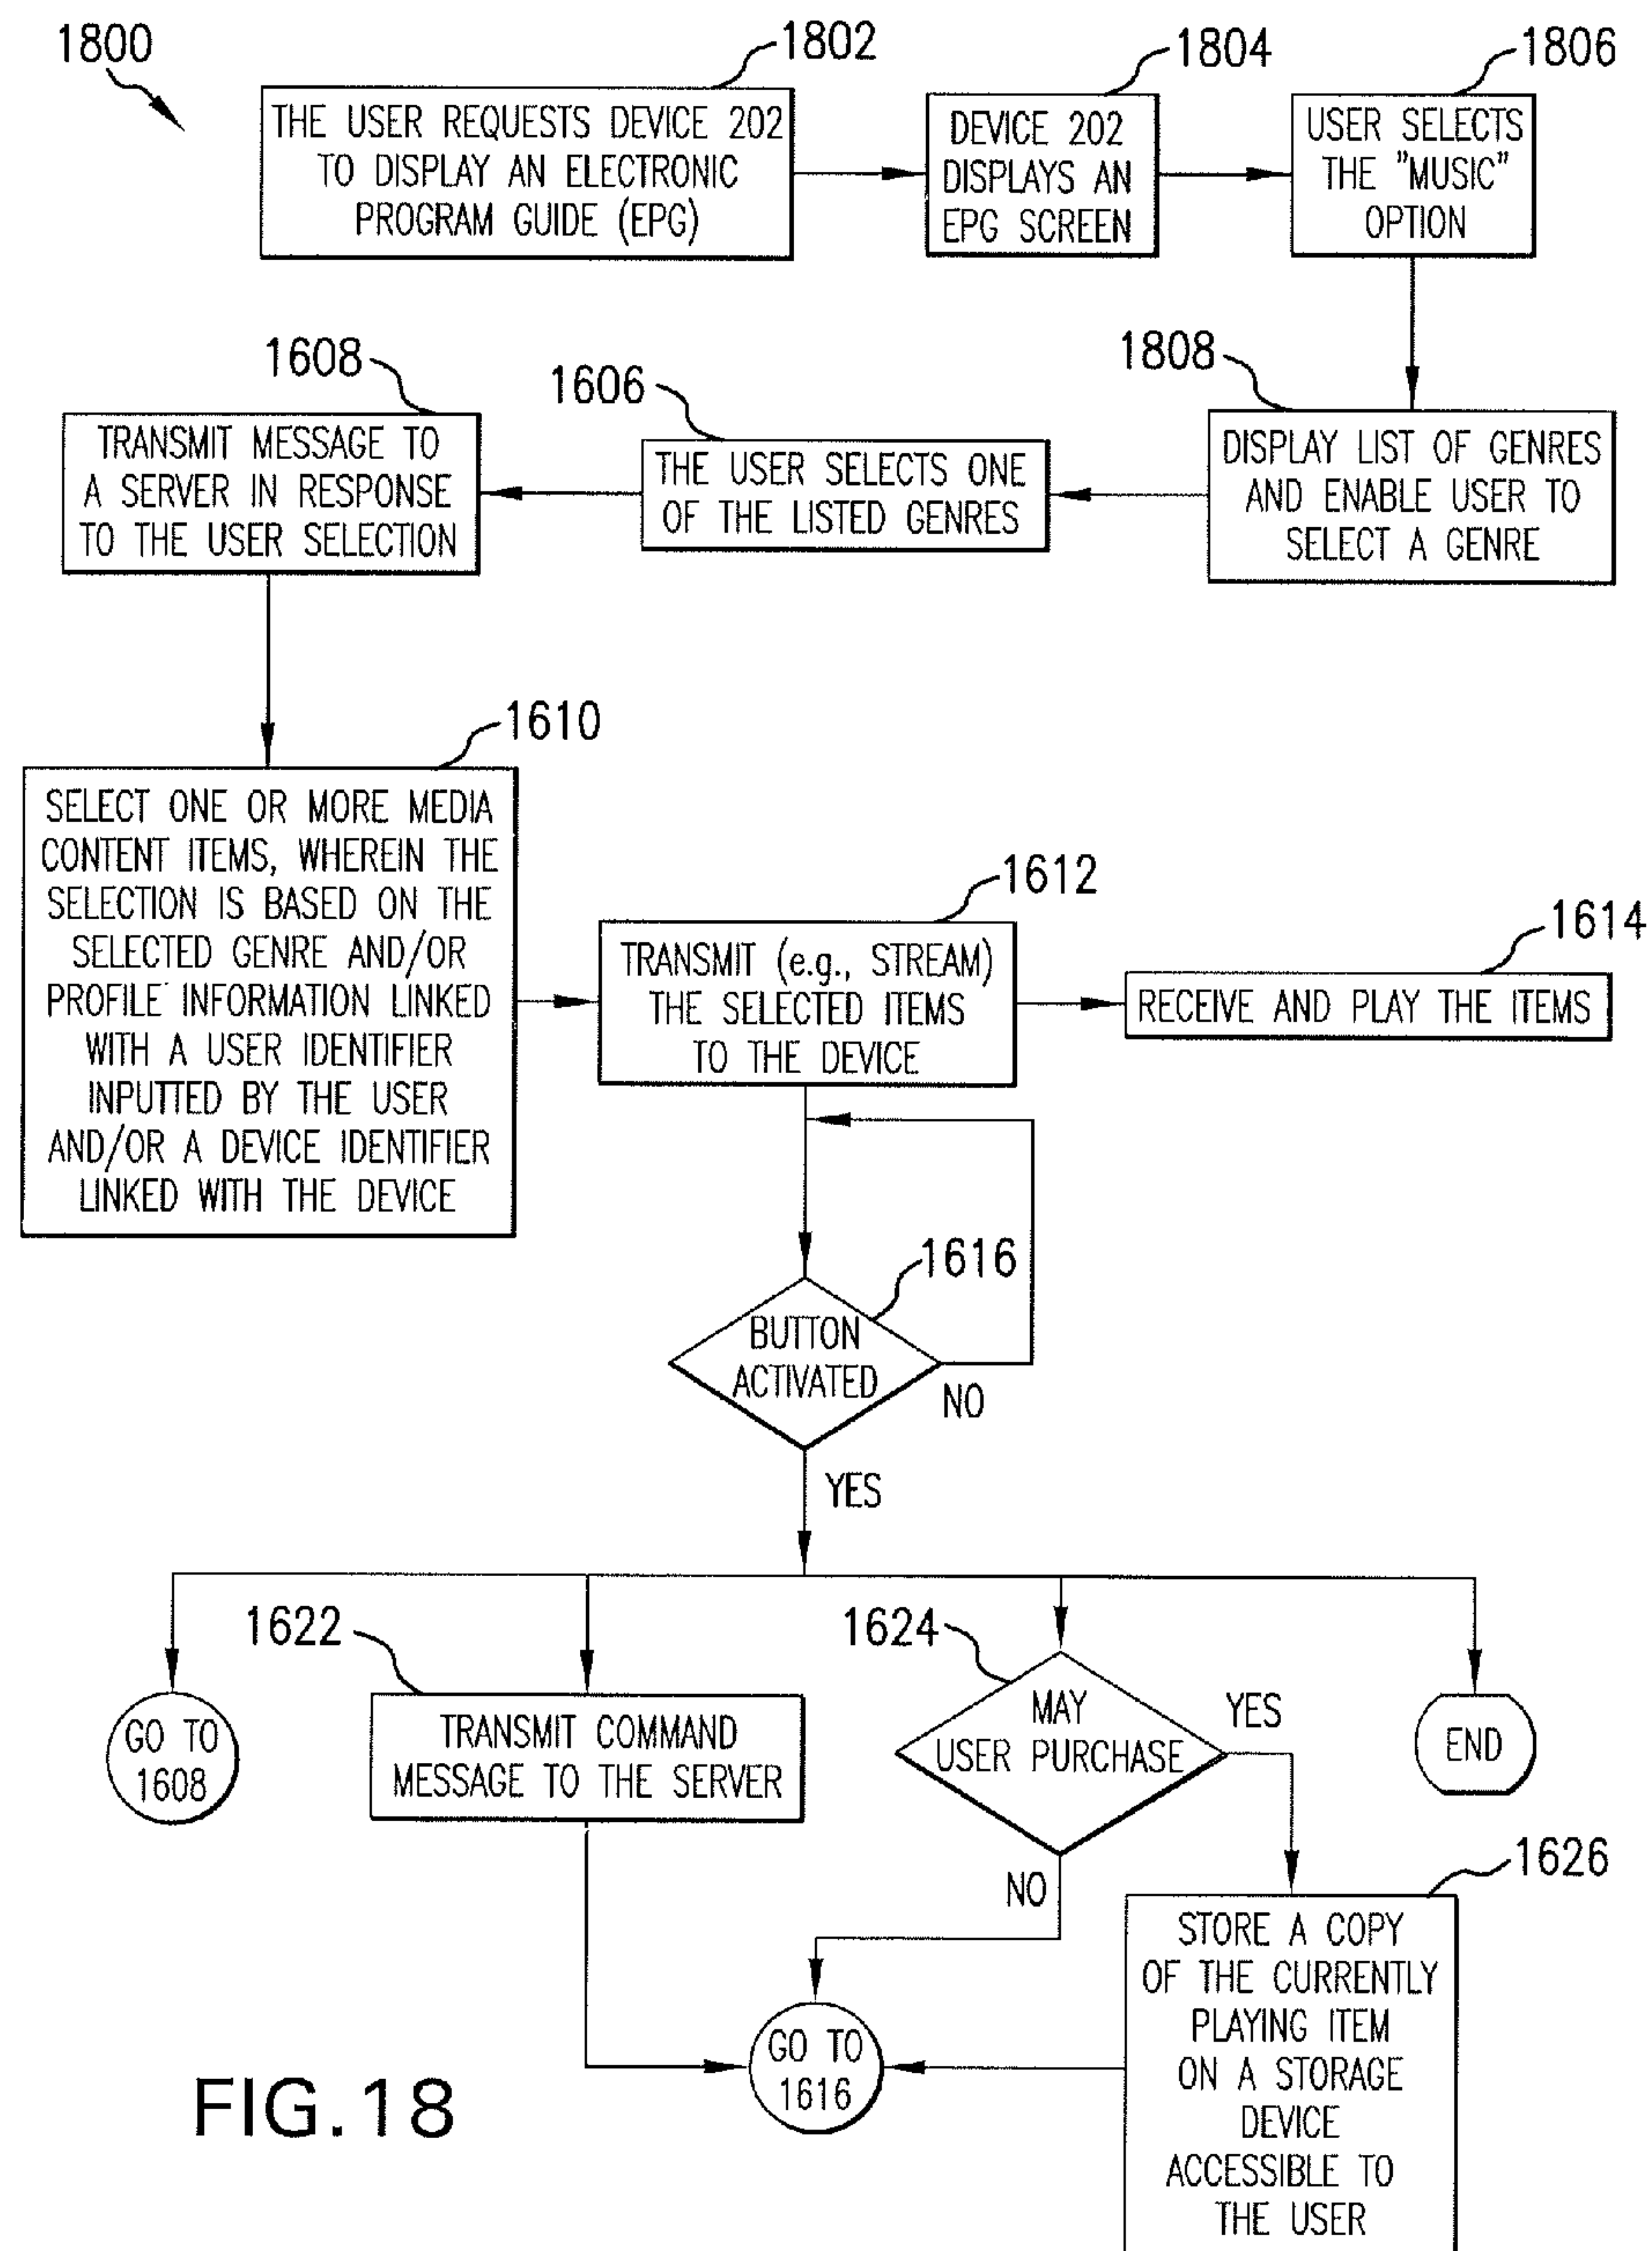 1800
1802
THE USER REQUESTS DEVICE 202
TO DISPLAY AN ELECTRONIC
PROGRAM GUIDE (EPG)
1804
DEVICE 202
DISPLAYS AN
EPG SCREEN
1806
USER SELECTS
THE "MUSIC"
OPTION
1808
DISPLAY LIST OF GENRES
AND ENABLE USER TO
SELECT A GENRE
1606
THE USER SELECTS ONE
OF THE LISTED GENRES
1608
TRANSMIT MESSAGE TO
A SERVER IN RESPONSE
TO THE USER SELECTION
1610
SELECT ONE OR MORE MEDIA
CONTENT ITEMS, WHEREIN THE
SELECTION IS BASED ON THE
SELECTED GENRE AND/OR
PROFILE INFORMATION LINKED
WITH A USER IDENTIFIER
INPUTTED BY THE USER
AND/OR A DEVICE IDENTIFIER
LINKED WITH THE DEVICE
1612
TRANSMIT (e.g., STREAM)
THE SELECTED ITEMS
TO THE DEVICE
1614
RECEIVE AND PLAY THE ITEMS
1616
BUTTON
ACTIVATED
NO
YES
GO TO
1608
1622
TRANSMIT COMMAND
MESSAGE TO THE SERVER
1624
MAY
USER PURCHASE
YES
NO
END
1626
STORE A COPY
OF THE CURRENTLY
PLAYING ITEM
ON A STORAGE
DEVICE
ACCESSIBLE TO
THE USER
GO TO
1616
FIG.18